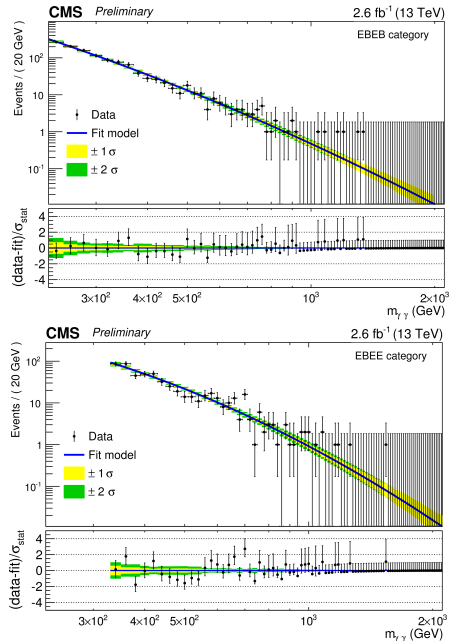 CMS Preliminary 2.6 fb⁻¹ (13 TeV)
EBEB category
Events / ( 20 GeV )
10²
10
1
10⁻¹
Data
Fit model
± 1 σ
± 2 σ
(data-fit)/σstat
4
2
0
-2
-4
3×10² 4×10² 5×10² 10³ 2×10³
mγγ (GeV)
CMS Preliminary 2.6 fb⁻¹ (13 TeV)
EBEE category
Events / ( 20 GeV )
10²
10
1
10⁻¹
Data
Fit model
± 1 σ
± 2 σ
(data-fit)/σstat
4
2
0
-2
-4
3×10² 4×10² 5×10² 10³ 2×10³
mγγ (GeV)